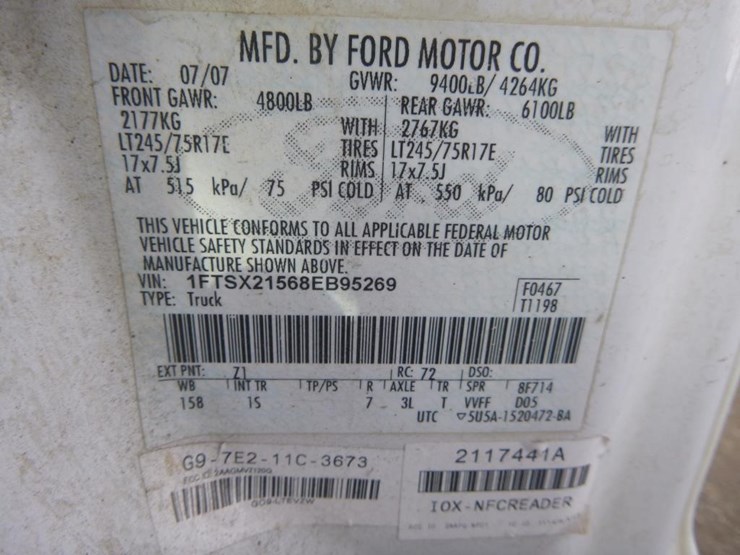 MFD. BY FORD MOTOR CO.
DATE: 07/07 GVWR: 9400LB/ 4264KG
FRONT GAWR: 4800LB REAR GAWR: 6100LB
2177KG WITH 2767KG WITH
LT245/75R17E TIRES LT245/75R17E TIRES
17x7.5J RIMS 17x7.5J RIMS
AT 515 kPa/ 75 PSI COLD AT 550 kPa/ 80 PSI COLD
THIS VEHICLE CONFORMS TO ALL APPLICABLE FEDERAL MOTOR
VEHICLE SAFETY STANDARDS IN EFFECT ON THE DATE OF
MANUFACTURE SHOWN ABOVE.
VIN: 1FTSX21568EB95269 F0467
TYPE: Truck T1198
EXT PNT: Z1 RC: 72 DSO:
WB INT TR TP/PS R AXLE TR SPR 8F714
158 1S 7 3L T VVFF D05
UTC ▽5U5A-1520472-BA
G9-7E2-11C-3673 2117441A
IOX-NFCREADER